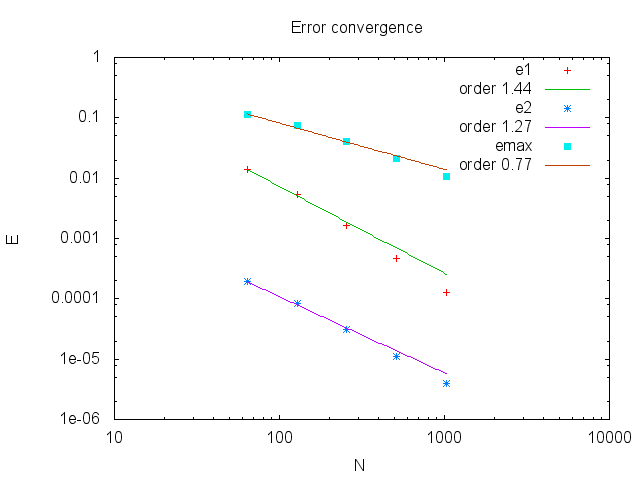 Error convergence
1
0.1
0.01
0.001
0.0001
1e-05
1e-06
E
10
100
1000
10000
N
e1
order 1.44
e2
order 1.27
emax
order 0.77